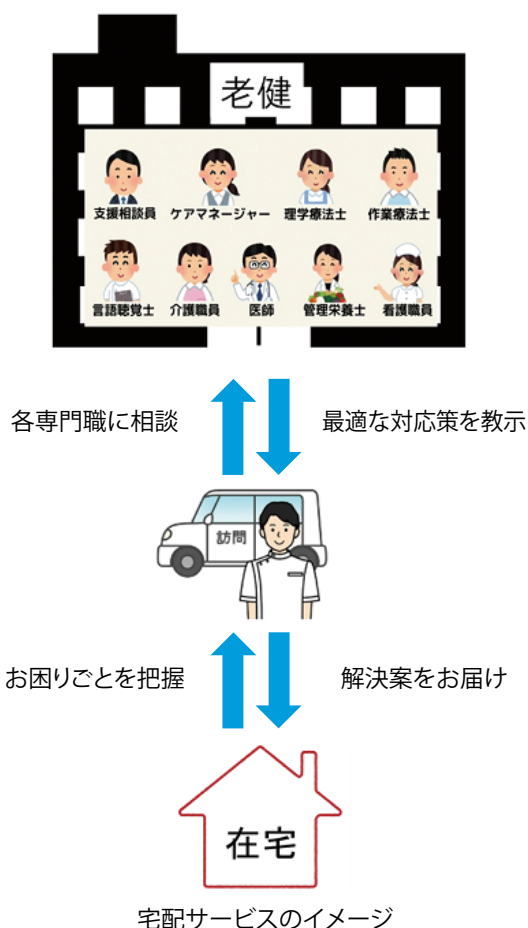 老健
支援相談員 ケアマネージャー 理学療法士 作業療法士
言語聴覚士 介護職員 医師 管理栄養士 看護職員
各専門職に相談 最適な対応策を教示
訪問
お困りごとを把握 解決案をお届け
在宅
宅配サービスのイメージ